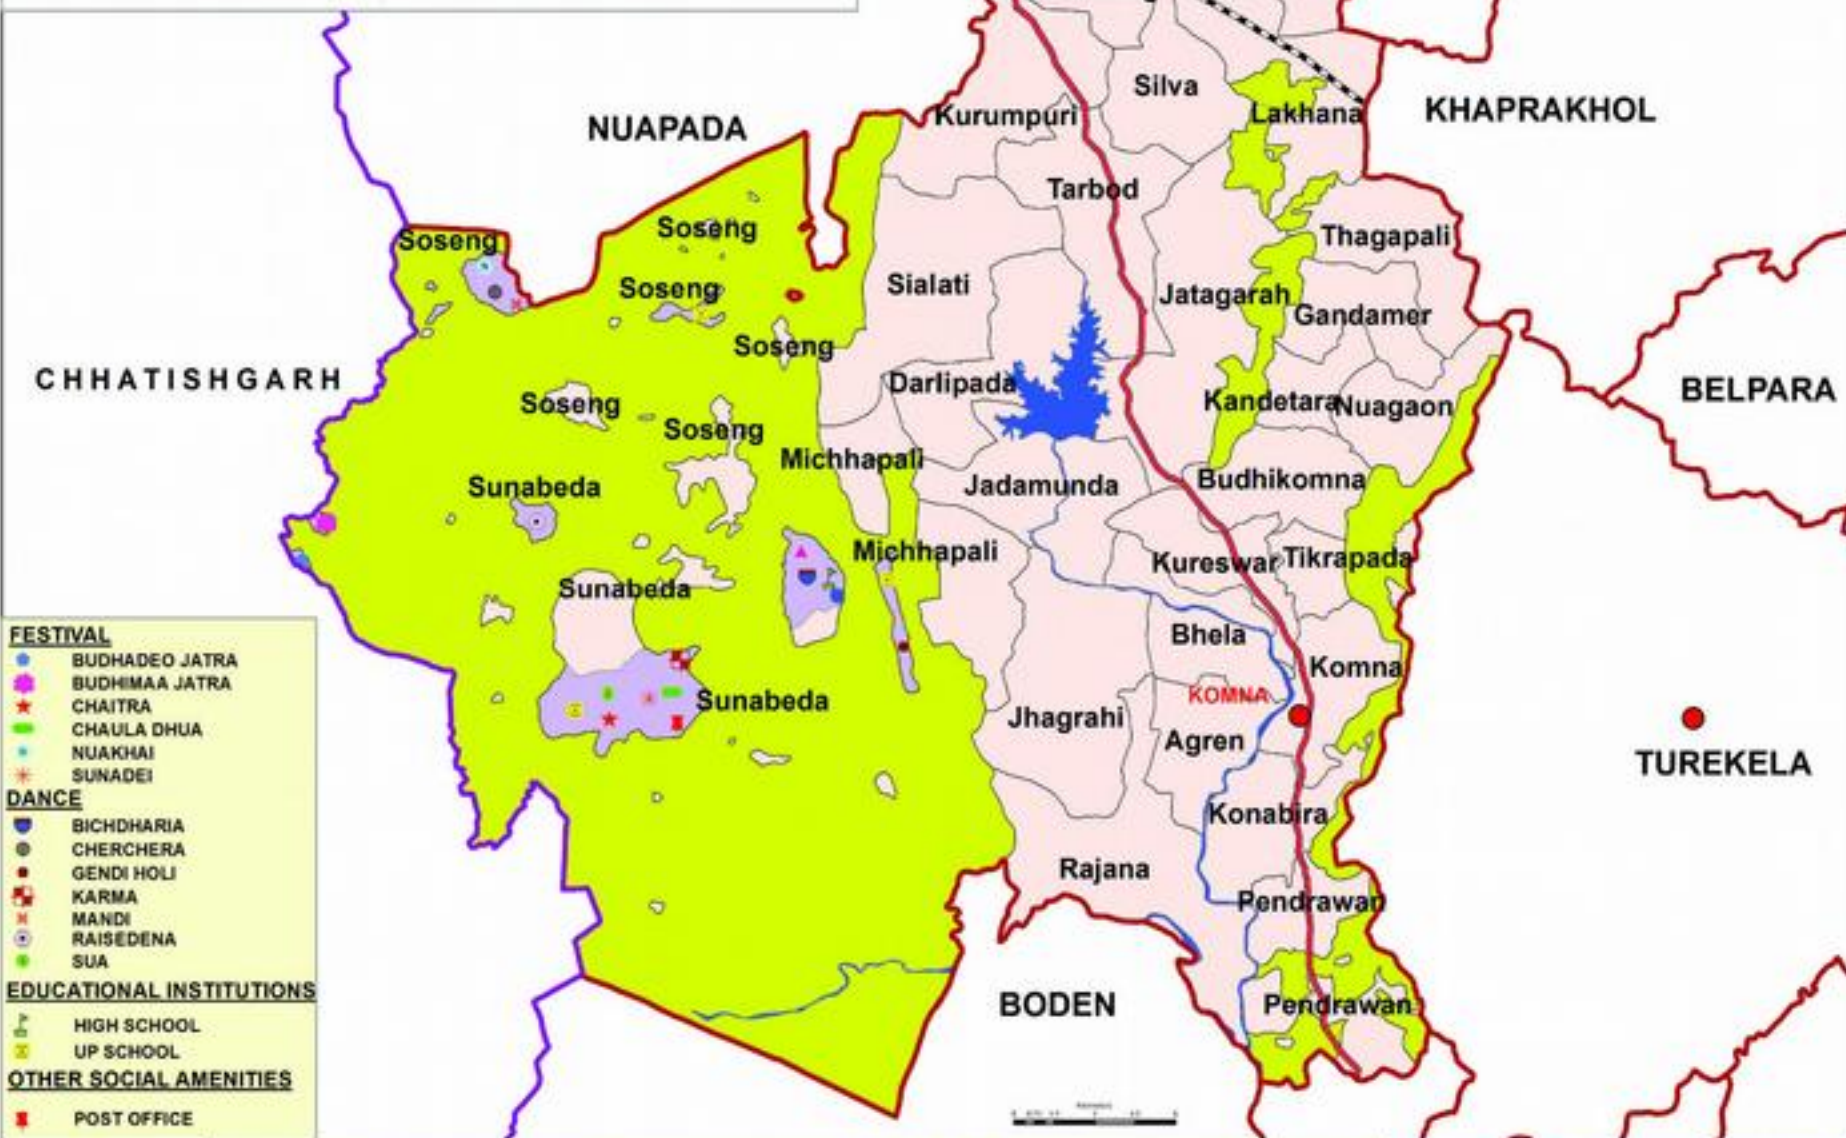 Silva
Lakhana
KHAPRAKHOL
Kurumpuri
NUAPADA
Tarbod
Soseng
Soseng
Thagapali
Soseng
Sialati
Jatagarah
Gandamer
Soseng
CHHATISHGARH
Darlipada
BELPARA
Soseng
Kandetara
Nuagaon
Soseng
Michhapali
Sunabeda
Jadamunda
Budhikomna
Michhapali
Kureswar
Tikrapada
Sunabeda
Bhela
Komna
KOMNA
Sunabeda
Jhagrahi
Agren
TUREKELA
Konabira
Rajana
Pendrawan
BODEN
Pendrawan
FESTIVAL
BUDHADEO JATRA
BUDHIMAA JATRA
CHAITRA
CHAULA DHUA
NUAKHAI
SUNADEI
DANCE
BICHDHARIA
CHERCHERA
GENDI HOLI
KARMA
MANDI
RAISEDENA
SUA
EDUCATIONAL INSTITUTIONS
HIGH SCHOOL
UP SCHOOL
OTHER SOCIAL AMENITIES
POST OFFICE